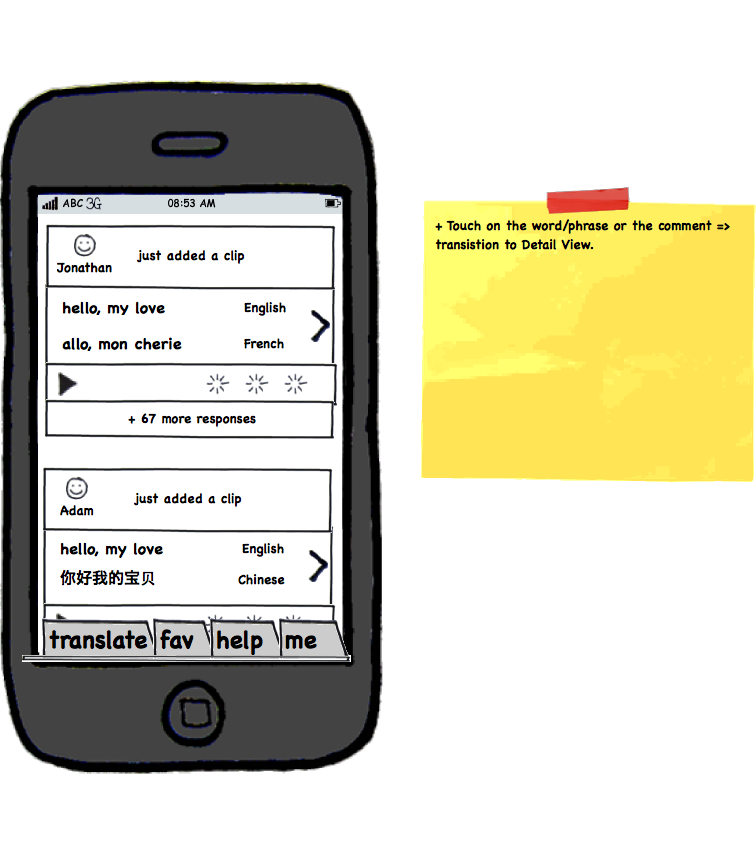 ABC 3G 08:53 AM
Jonathan just added a clip
hello, my love English
allo, mon cherie French
+ 67 more responses
Adam just added a clip
hello, my love English
你好我的宝贝 Chinese
translate fav help me
+ Touch on the word/phrase or the comment =>
transistion to Detail View.